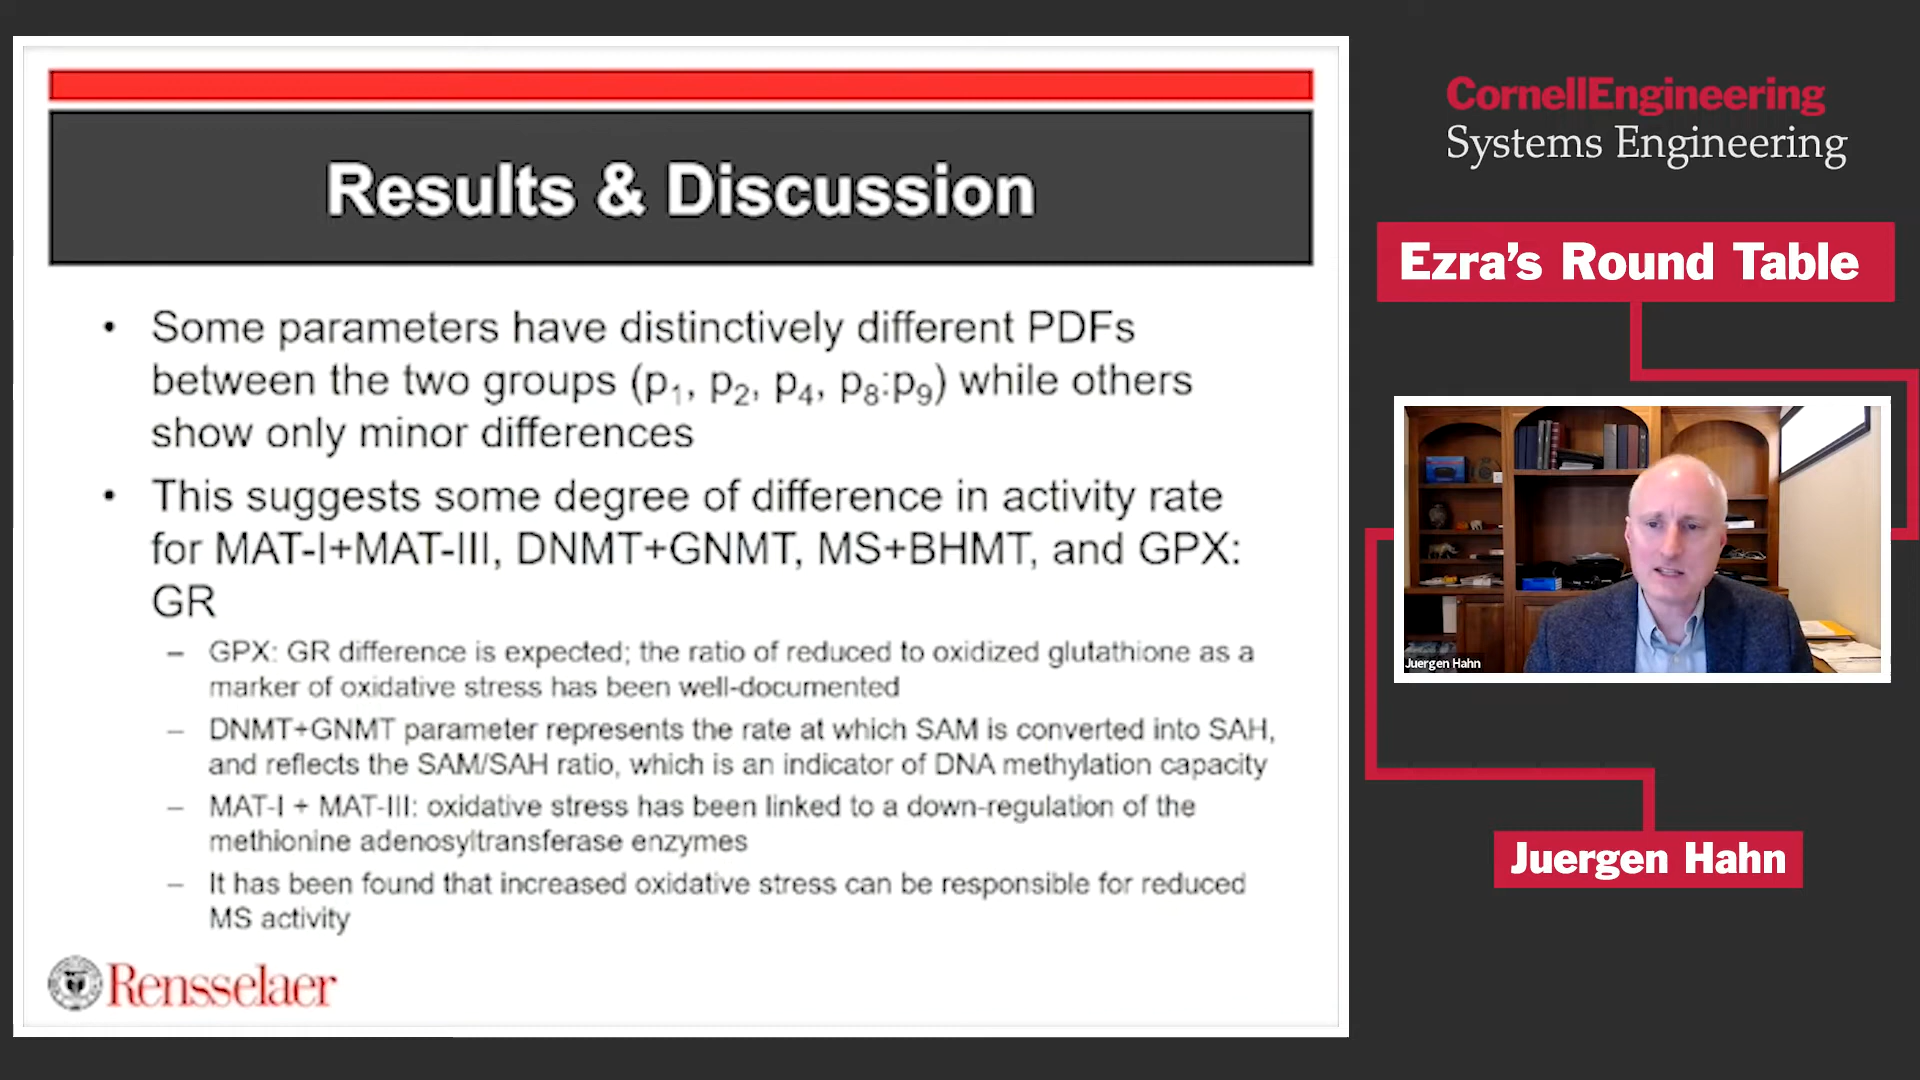 Results & Discussion
• Some parameters have distinctively different PDFs
between the two groups (p₁, p₂, p₄, p₈:p₉) while others
show only minor differences
• This suggests some degree of difference in activity rate
for MAT-I+MAT-III, DNMT+GNMT, MS+BHMT, and GPX:
GR
– GPX: GR difference is expected; the ratio of reduced to oxidized glutathione as a
marker of oxidative stress has been well-documented
– DNMT+GNMT parameter represents the rate at which SAM is converted into SAH,
and reflects the SAM/SAH ratio, which is an indicator of DNA methylation capacity
– MAT-I + MAT-III: oxidative stress has been linked to a down-regulation of the
methionine adenosyltransferase enzymes
– It has been found that increased oxidative stress can be responsible for reduced
MS activity
Rensselaer
CornellEngineering
Systems Engineering
Ezra's Round Table
Juergen Hahn
Juergen Hahn